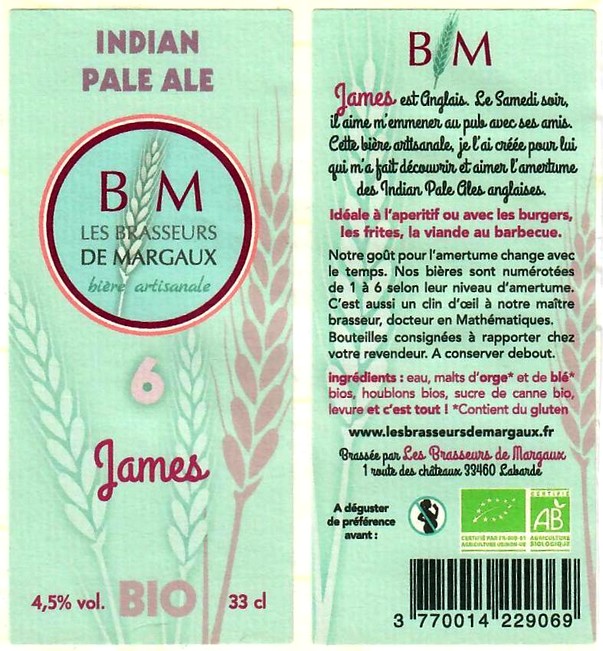 INDIAN
PALE ALE
B M
LES BRASSEURS
DE MARGAUX
bière artisanale
6
James
4,5% vol. BIO 33 cl
B M
James est Anglais. Le Samedi soir,
il aime m'emmener au pub avec ses amis.
Cette bière artisanale, je l'ai créée pour lui
qui m'a fait découvrir et aimer l'amertume
des Indian Pale Ales anglaises.
Idéale à l'aperitif ou avec les burgers,
les frites, la viande au barbecue.
Notre goût pour l'amertume change avec
le temps. Nos bières sont numérotées
de 1 à 6 selon leur niveau d'amertume.
C'est aussi un clin d'œil à notre maître
brasseur, docteur en Mathématiques.
Bouteilles consignées à rapporter chez
votre revendeur. A conserver debout.
ingrédients : eau, malts d'orge* et de blé*
bios, houblons bios, sucre de canne bio,
levure et c'est tout ! *Contient du gluten
www.lesbrasseursdemargaux.fr
Brassée par Les Brasseurs de Margaux
1 route des châteaux 33460 Labarde
A déguster
de préférence
avant :
CERTIFIÉ
AB
AGRICULTURE
BIOLOGIQUE
3 770014 229069